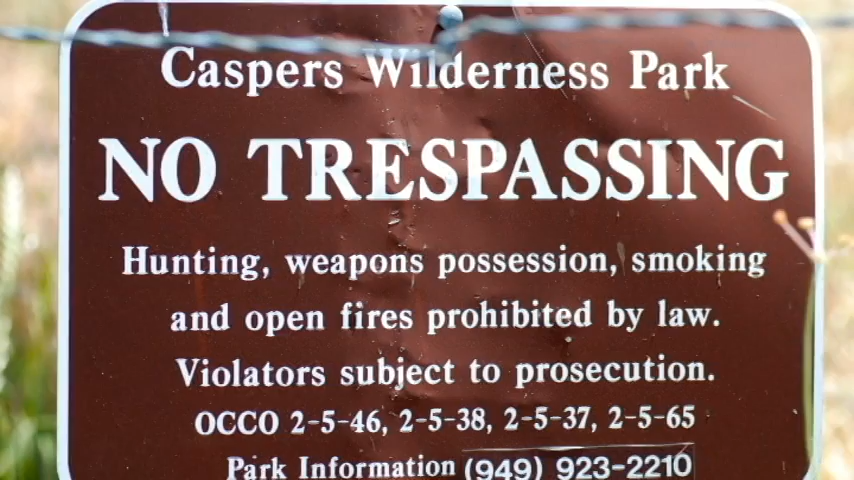 Caspers Wilderness Park
NO TRESPASSING
Hunting, weapons possession, smoking
and open fires prohibited by law.
Violators subject to prosecution.
OCCO 2-5-46, 2-5-38, 2-5-37, 2-5-65
Park Information (949) 923-2210